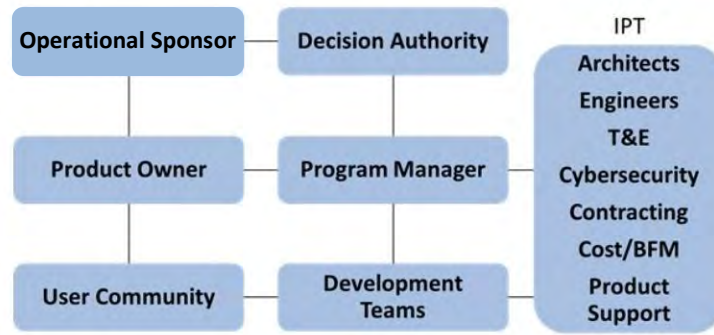 Operational Sponsor
Decision Authority
IPT
Architects
Engineers
T&E
Cybersecurity
Contracting
Cost/BFM
Product
Support
Product Owner
Program Manager
User Community
Development
Teams